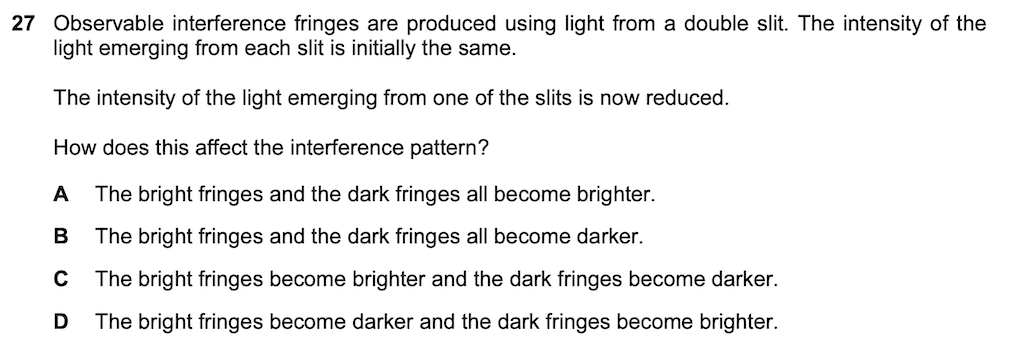 27 Observable interference fringes are produced using light from a double slit. The intensity of the
light emerging from each slit is initially the same.
The intensity of the light emerging from one of the slits is now reduced.
How does this affect the interference pattern?
A The bright fringes and the dark fringes all become brighter.
B The bright fringes and the dark fringes all become darker.
C The bright fringes become brighter and the dark fringes become darker.
D The bright fringes become darker and the dark fringes become brighter.